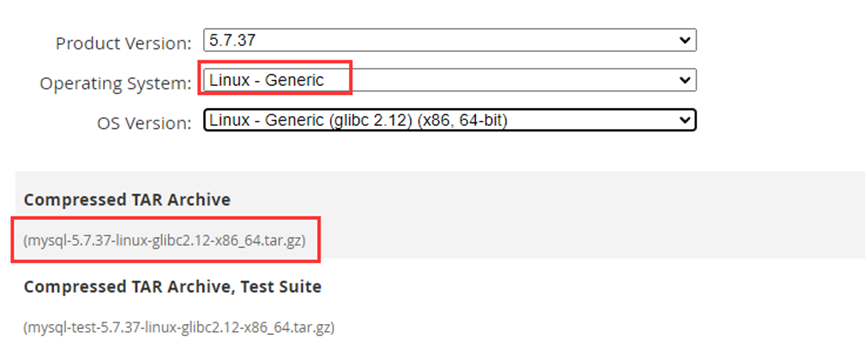 Product Version: 5.7.37
Operating System: Linux - Generic
OS Version: Linux - Generic (glibc 2.12) (x86, 64-bit)
Compressed TAR Archive
(mysql-5.7.37-linux-glibc2.12-x86_64.tar.gz)
Compressed TAR Archive, Test Suite
(mysql-test-5.7.37-linux-glibc2.12-x86_64.tar.gz)